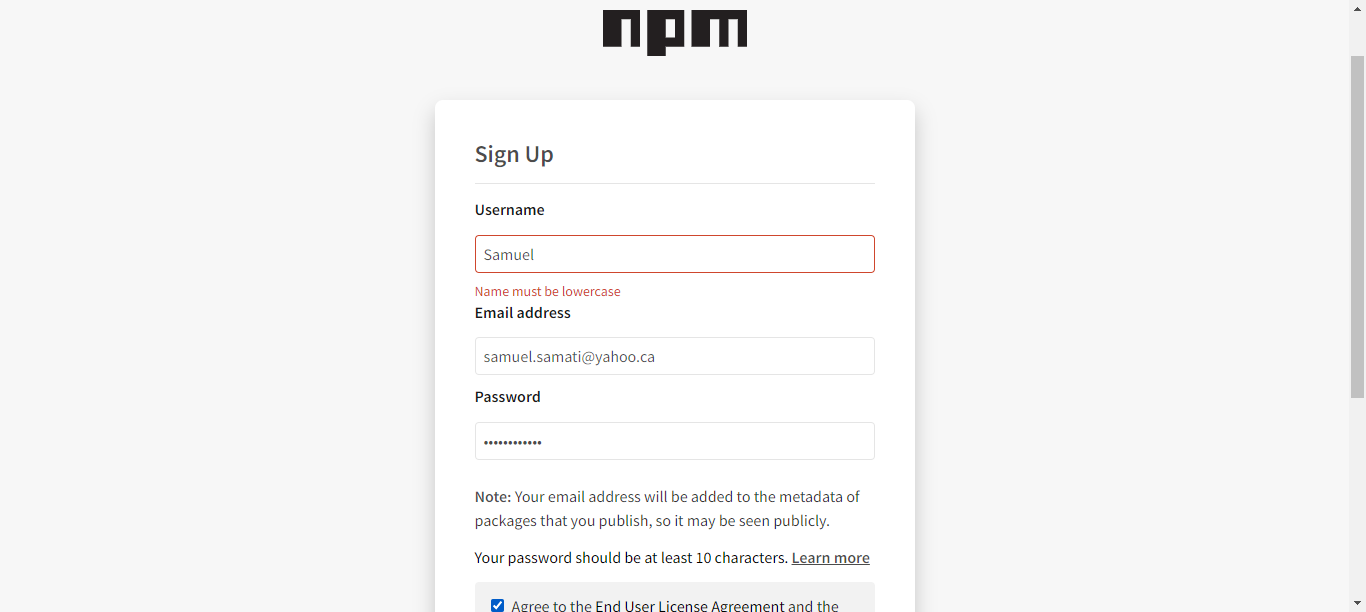 npm
Sign Up
Username
Samuel
Name must be lowercase
Email address
samuel.samati@yahoo.ca
Password
••••••••••••
Note: Your email address will be added to the metadata of
packages that you publish, so it may be seen publicly.
Your password should be at least 10 characters. Learn more
Agree to the End User License Agreement and the